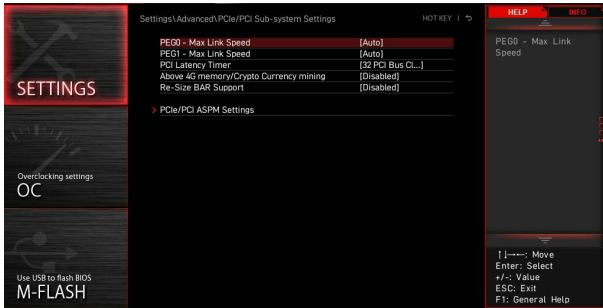 Settings\Advanced\PCIe/PCI Sub-system Settings
HOT KEY
HELP
INFO
PEG0 - Max Link Speed [Auto]
PEG1 - Max Link Speed [Auto]
PCI Latency Timer [32 PCI Bus Cl...]
Above 4G memory/Crypto Currency mining [Disabled]
Re-Size BAR Support [Disabled]
PCIe/PCI ASPM Settings
PEG0 - Max Link
Speed
SETTINGS
Overclocking settings
OC
Use USB to flash BIOS
M-FLASH
↑↓→←: Move
Enter: Select
+/-: Value
ESC: Exit
F1: General Help